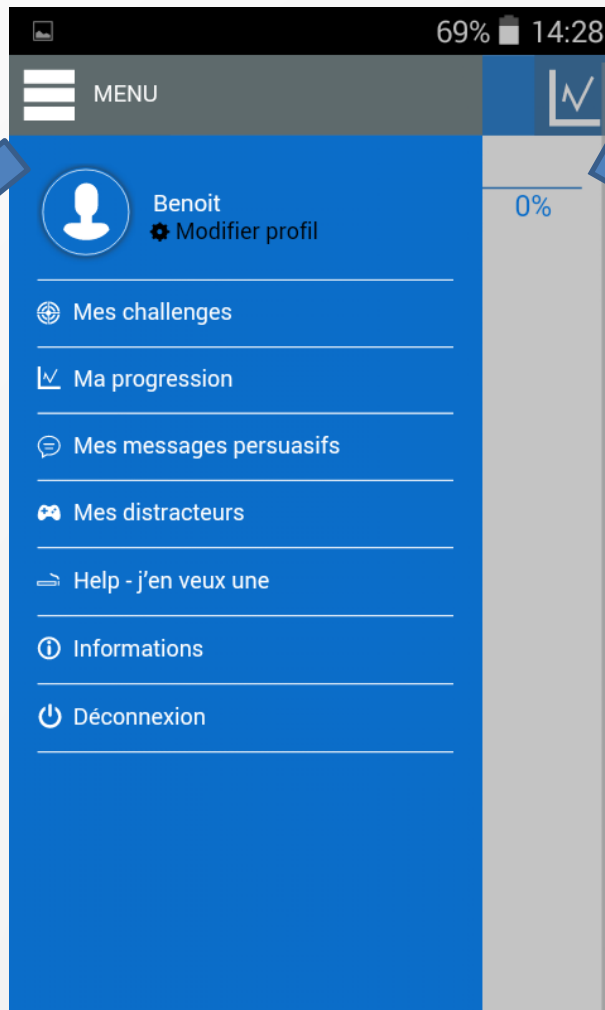 69% 14:28
MENU
Benoit
Modifier profil
0%
Mes challenges
Ma progression
Mes messages persuasifs
Mes distracteurs
Help - j'en veux une
Informations
Déconnexion